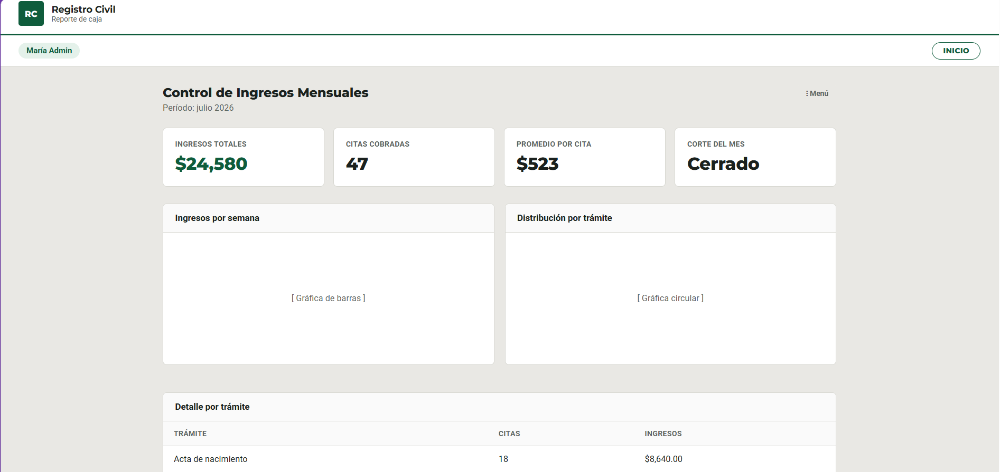 RC
Registro Civil
Reporte de caja
María Admin
INICIO
Control de Ingresos Mensuales
⋮ Menú
Período: julio 2026
INGRESOS TOTALES
$24,580
CITAS COBRADAS
47
PROMEDIO POR CITA
$523
CORTE DEL MES
Cerrado
Ingresos por semana
[ Gráfica de barras ]
Distribución por trámite
[ Gráfica circular ]
Detalle por trámite
TRÁMITE CITAS INGRESOS
Acta de nacimiento 18 $8,640.00